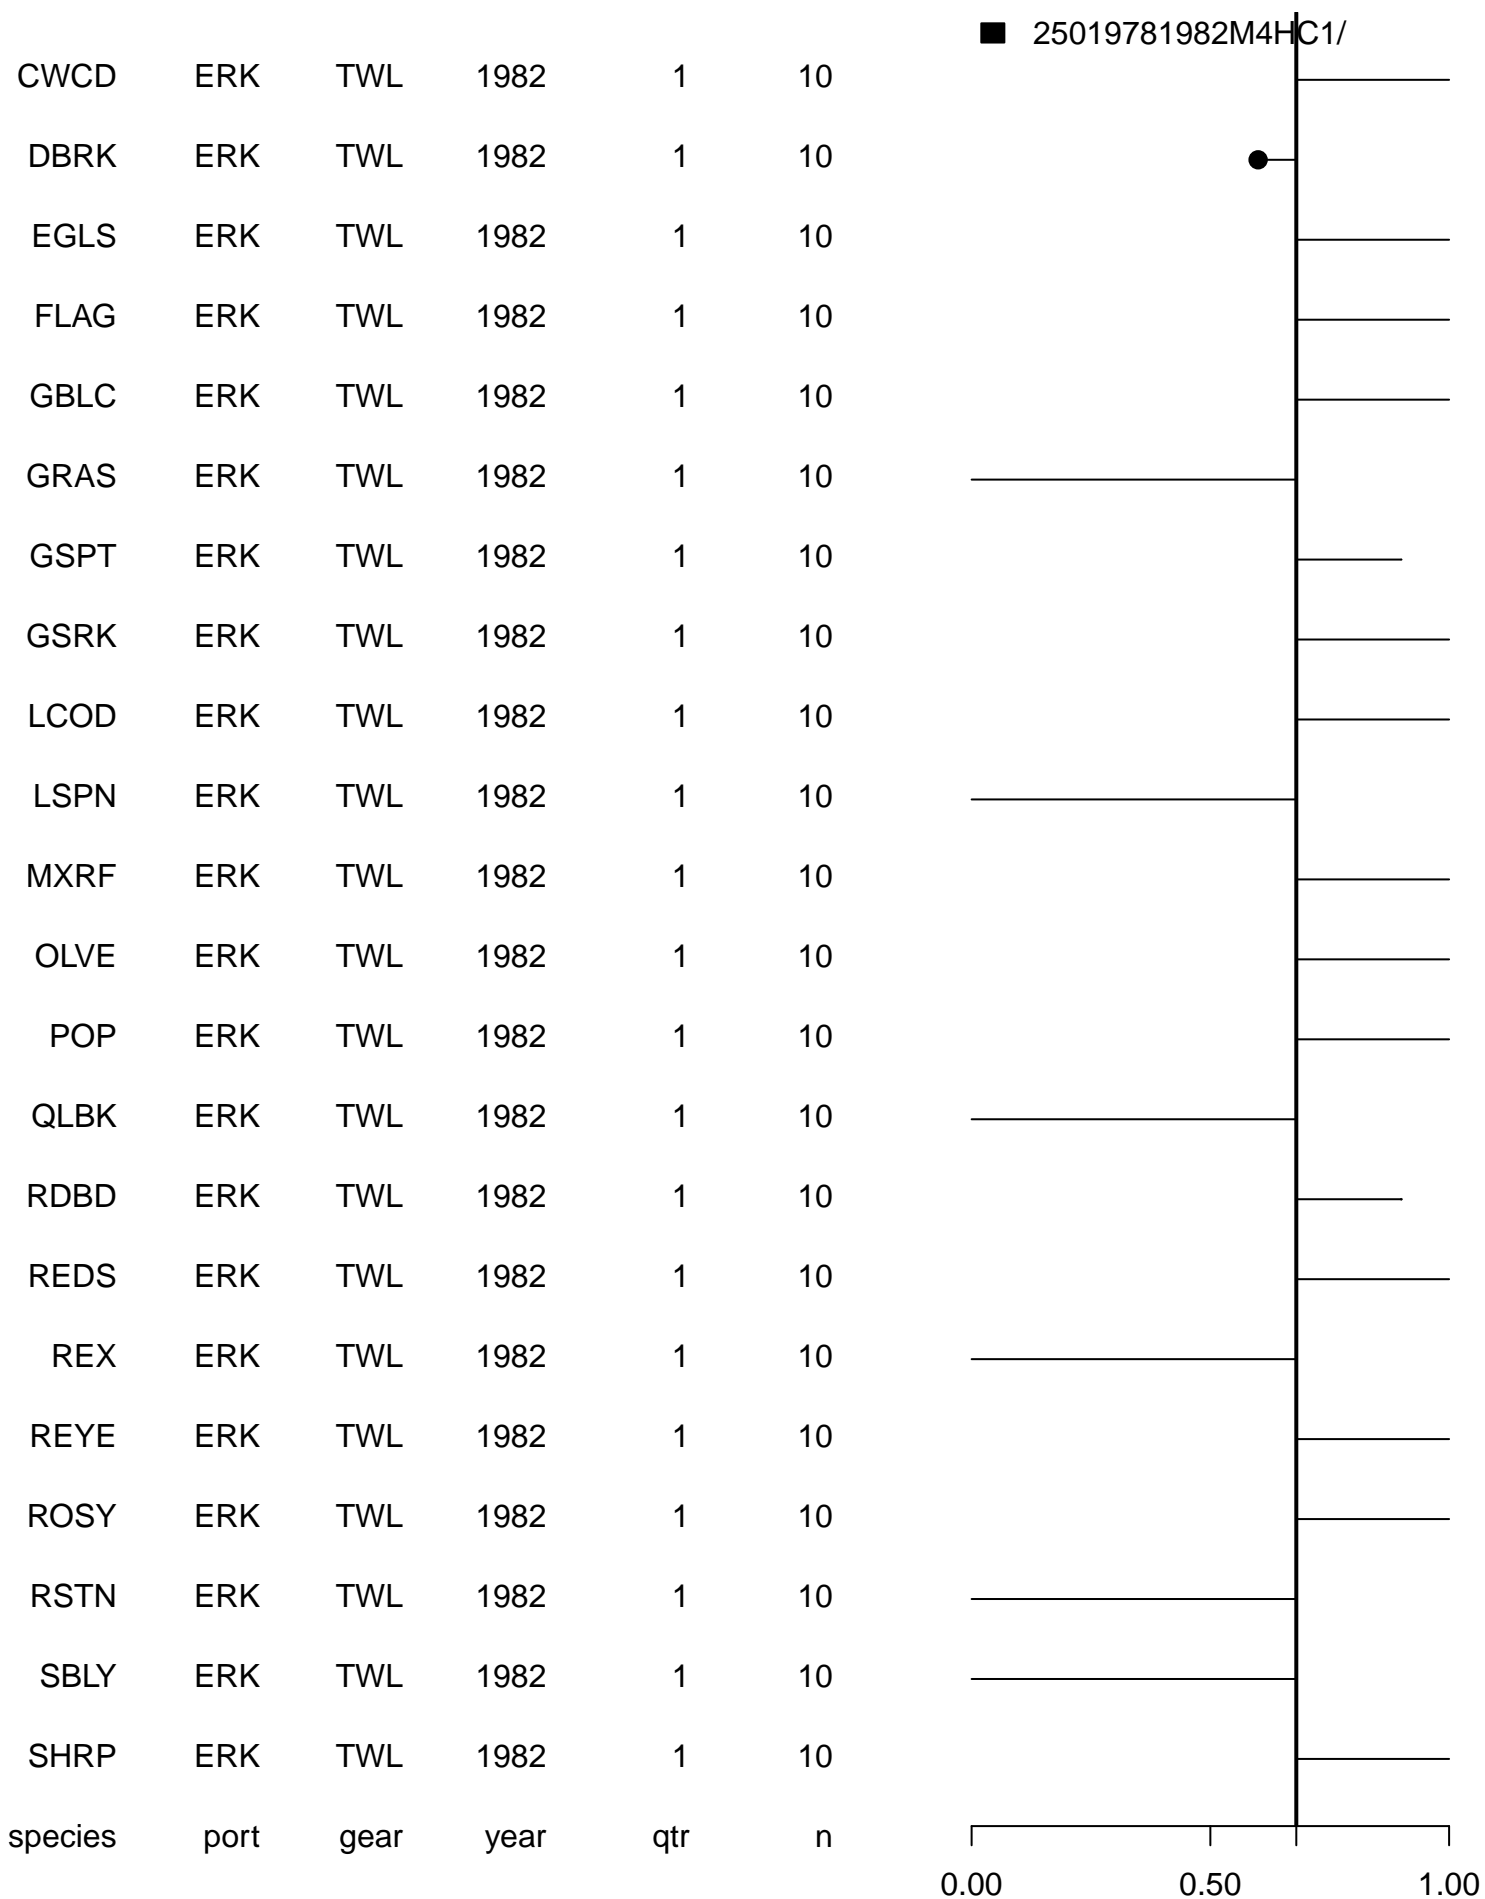 25019781982M4HC1/
CWCD ERK TWL 1982 1 10
DBRK ERK TWL 1982 1 10
EGLS ERK TWL 1982 1 10
FLAG ERK TWL 1982 1 10
GBLC ERK TWL 1982 1 10
GRAS ERK TWL 1982 1 10
GSPT ERK TWL 1982 1 10
GSRK ERK TWL 1982 1 10
LCOD ERK TWL 1982 1 10
LSPN ERK TWL 1982 1 10
MXRF ERK TWL 1982 1 10
OLVE ERK TWL 1982 1 10
POP ERK TWL 1982 1 10
QLBK ERK TWL 1982 1 10
RDBD ERK TWL 1982 1 10
REDS ERK TWL 1982 1 10
REX ERK TWL 1982 1 10
REYE ERK TWL 1982 1 10
ROSY ERK TWL 1982 1 10
RSTN ERK TWL 1982 1 10
SBLY ERK TWL 1982 1 10
SHRP ERK TWL 1982 1 10
species port gear year qtr n
0.00 0.50 1.00